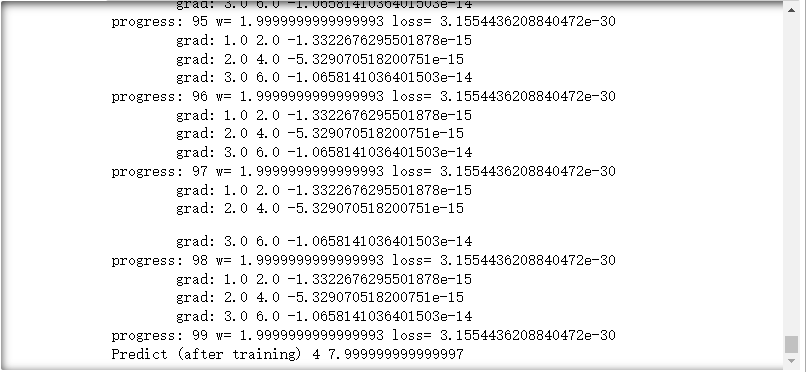 grad: 3.0 6.0 -1.0658141036401503e-14
progress: 95 w= 1.9999999999999993 loss= 3.1554436208840472e-30
grad: 1.0 2.0 -1.3322676295501878e-15
grad: 2.0 4.0 -5.329070518200751e-15
grad: 3.0 6.0 -1.0658141036401503e-14
progress: 96 w= 1.9999999999999993 loss= 3.1554436208840472e-30
grad: 1.0 2.0 -1.3322676295501878e-15
grad: 2.0 4.0 -5.329070518200751e-15
grad: 3.0 6.0 -1.0658141036401503e-14
progress: 97 w= 1.9999999999999993 loss= 3.1554436208840472e-30
grad: 1.0 2.0 -1.3322676295501878e-15
grad: 2.0 4.0 -5.329070518200751e-15
grad: 3.0 6.0 -1.0658141036401503e-14
progress: 98 w= 1.9999999999999993 loss= 3.1554436208840472e-30
grad: 1.0 2.0 -1.3322676295501878e-15
grad: 2.0 4.0 -5.329070518200751e-15
grad: 3.0 6.0 -1.0658141036401503e-14
progress: 99 w= 1.9999999999999993 loss= 3.1554436208840472e-30
Predict (after training) 4 7.999999999999997